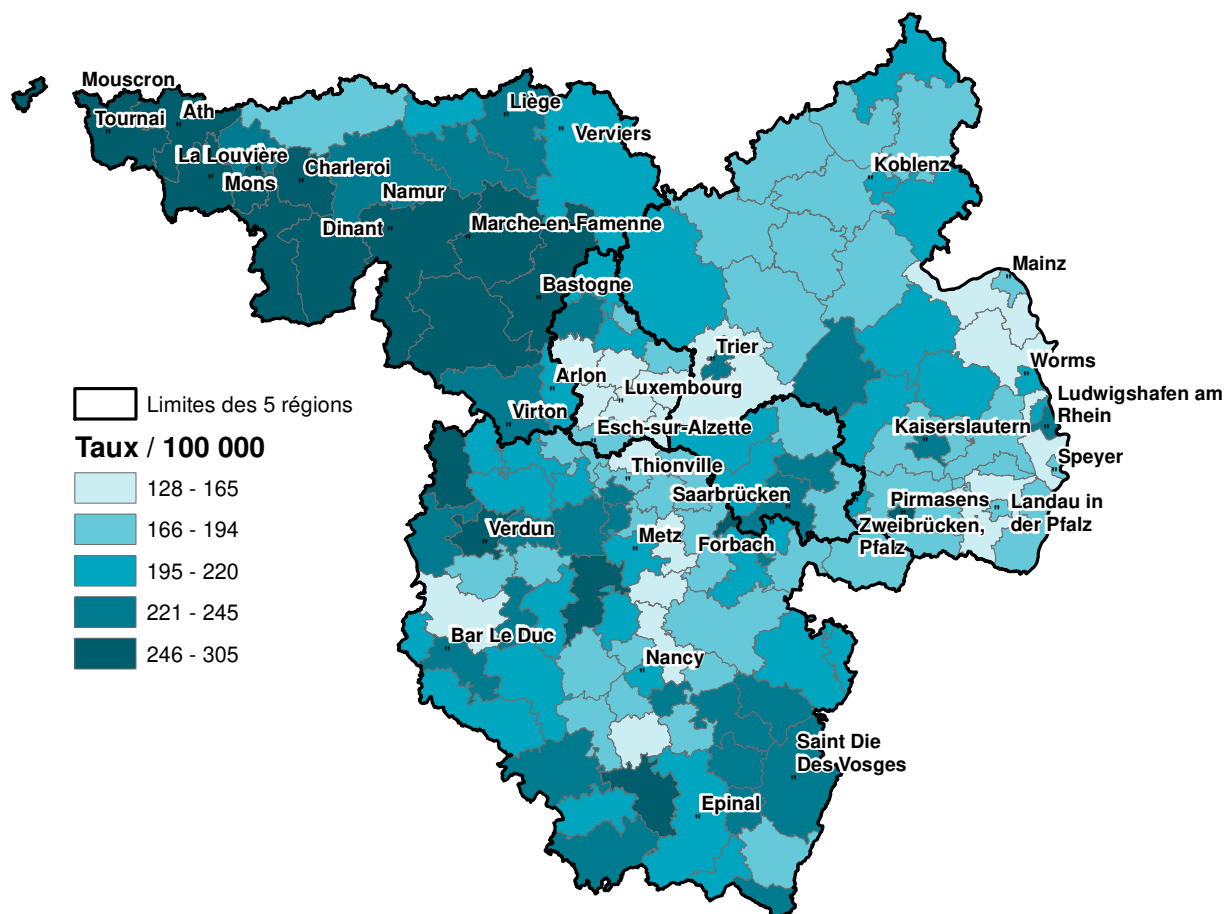 Mouscron
Ath
Tournai
Liège
Verviers
La Louvière
Charleroi
Mons
Namur
Koblenz
Dinant
Marche-en-Famenne
Mainz
Bastogne
Trier
Worms
Arlon
Luxembourg
Ludwigshafen am
Rhein
Virton
Esch-sur-Alzette
Kaiserslautern
Speyer
Thionville
Saarbrücken
Pirmasens
Landau in
der Pfalz
Verdun
Metz
Forbach
Zweibrücken,
Pfalz
Bar Le Duc
Nancy
Saint Die
Des Vosges
Epinal
Limites des 5 régions
Taux / 100 000
128 - 165
166 - 194
195 - 220
221 - 245
246 - 305